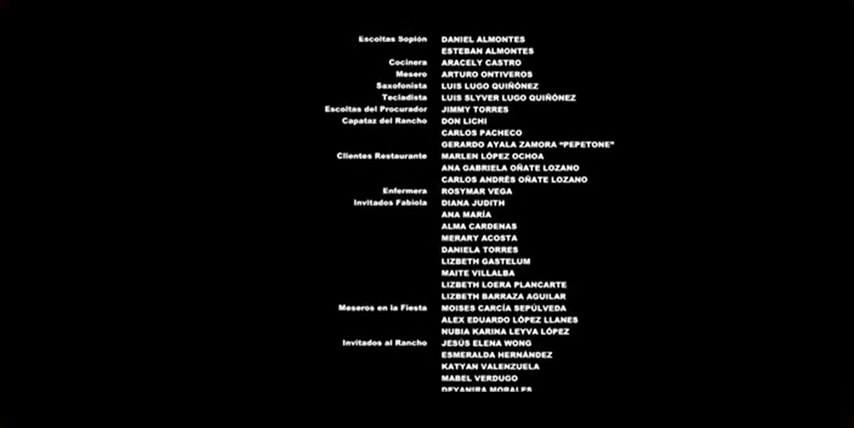 Escoltas Sopión DANIEL ALMONTES
ESTEBAN ALMONTES
Cocinera ARACELY CASTRO
Mesero ARTURO ONTIVEROS
Saxofonista LUIS LUGO QUIÑÓNEZ
Tecladista LUIS SLYVER LUGO QUIÑÓNEZ
Escoltas del Procurador JIMMY TORRES
Capataz del Rancho DON LICHI
CARLOS PACHECO
GERARDO AYALA ZAMORA “PEPETONE”
Clientes Restaurante MARLEN LÓPEZ OCHOA
ANA GABRIELA OÑATE LOZANO
CARLOS ANDRÉS OÑATE LOZANO
Enfermera ROSYMAR VEGA
Invitados Fabiola DIANA JUDITH
ANA MARÍA
ALMA CARDENAS
MERARY ACOSTA
DANIELA TORRES
LIZBETH GASTELUM
MAITE VILLALBA
LIZBETH LOERA PLANCARTE
LIZBETH BARRAZA AGUILAR
Meseros en la Fiesta MOISES CARCÍA SEPÚLVEDA
ALEX EDUARDO LÓPEZ LLANES
NUBIA KARINA LEYVA LÓPEZ
Invitados al Rancho JESÚS ELENA WONG
ESMERALDA HERNÁNDEZ
KATYAN VALENZUELA
MABEL VERDUGO
DEYANIRA MORALES